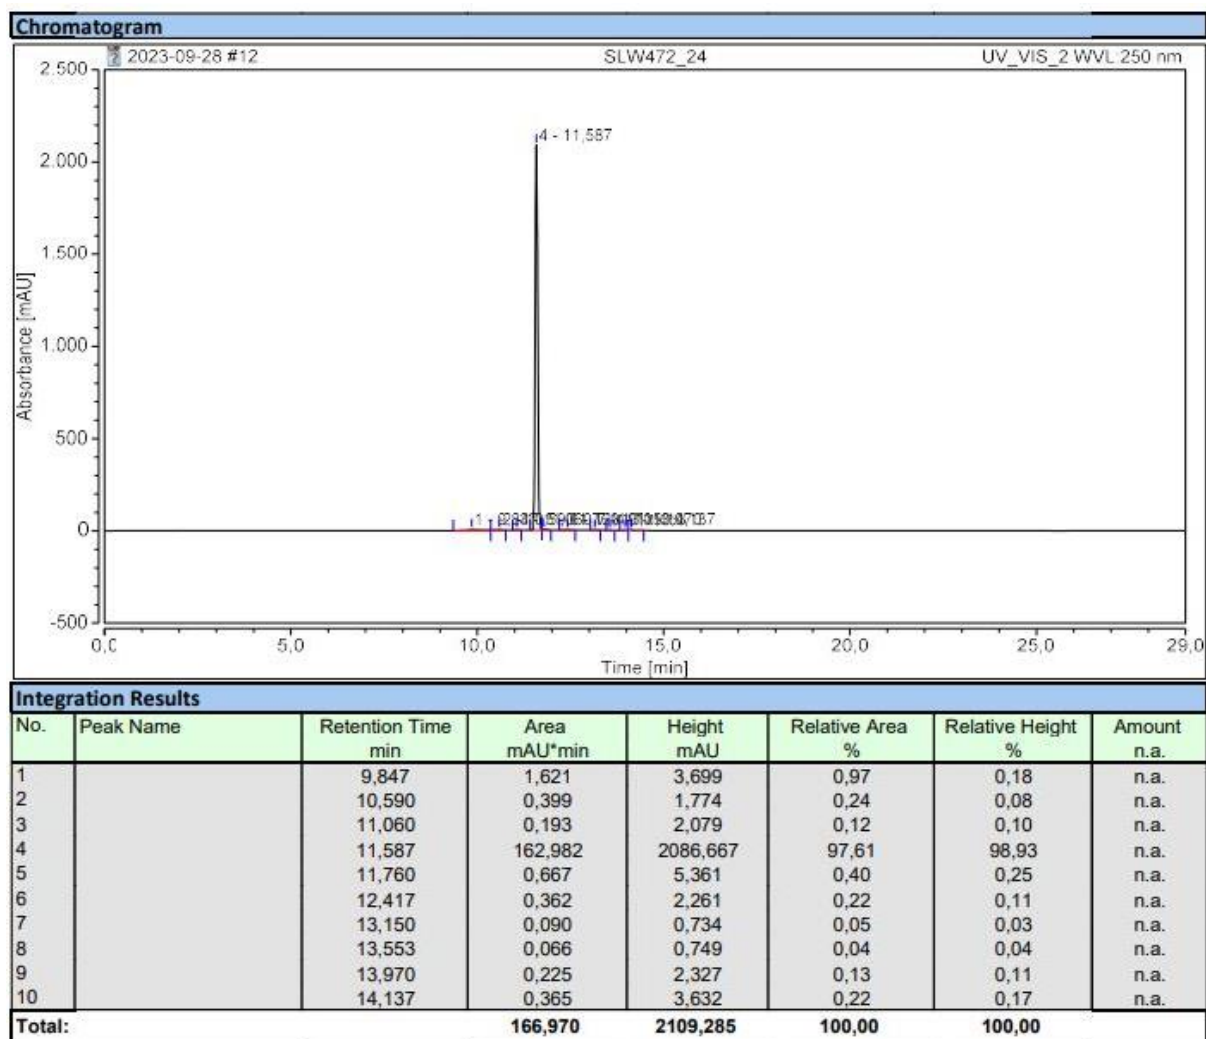 Chromatogram
2023-09-28 #12 SLW472_24 UV_VIS_2 WVL:250 nm
Absorbance [mAU]
2.500
2.000
1.500
1.000
500
0
-500
4 - 11,587
0,0 5,0 10,0 15,0 20,0 25,0 29,0
Time [min]
Integration Results
No. Peak Name Retention Time Area Height Relative Area Relative Height Amount
min mAU*min mAU % % n.a.
1 9,847 1,621 3,699 0,97 0,18 n.a.
2 10,590 0,399 1,774 0,24 0,08 n.a.
3 11,060 0,193 2,079 0,12 0,10 n.a.
4 11,587 162,982 2086,667 97,61 98,93 n.a.
5 11,760 0,667 5,361 0,40 0,25 n.a.
6 12,417 0,362 2,261 0,22 0,11 n.a.
7 13,150 0,090 0,734 0,05 0,03 n.a.
8 13,553 0,066 0,749 0,04 0,04 n.a.
9 13,970 0,225 2,327 0,13 0,11 n.a.
10 14,137 0,365 3,632 0,22 0,17 n.a.
Total: 166,970 2109,285 100,00 100,00